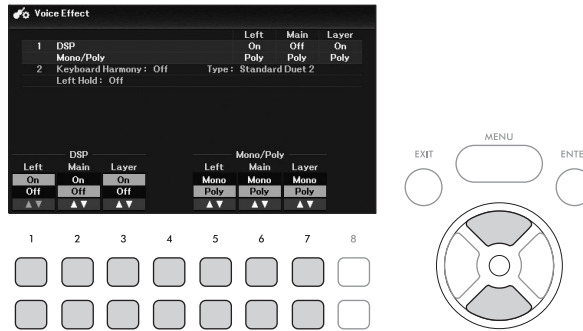 Voice Effect
Left Main Layer
1 DSP On Off On
Mono/Poly Poly Poly Poly
2 Keyboard Harmony : Off Type : Standard Duet 2
Left Hold : Off
DSP Mono/Poly
Left Main Layer Left Main Layer
On On On Mono Mono Mono
Off Off Off Poly Poly Poly
▲▼ ▲▼ ▲▼ ▲▼ ▲▼ ▲▼
1 2 3 4 5 6 7 8
MENU
EXIT ENTE